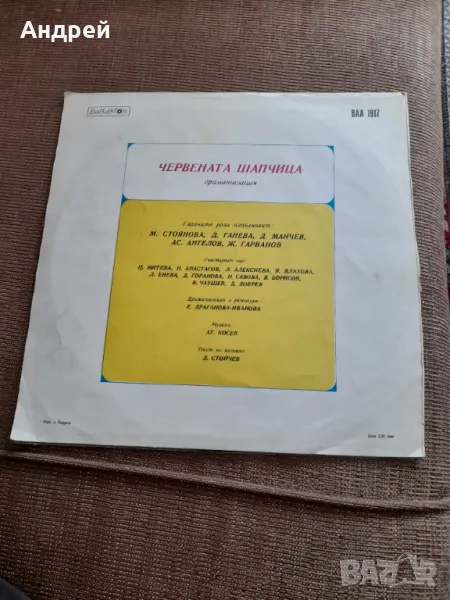 Андрей
Balkanton
ВАА 1817
ЧЕРВЕНАТА ШАПЧИЦА
драматизация
Главните роли изпълняват:
М. СТОЯНОВА, Д. ГАНЕВА, Д. МАНЧЕВ,
АС. АНГЕЛОВ, Ж. ГАРВАНОВ
Участвуват още:
Ц. МИТЕВА, Н. АНАСТАСОВ, Л. АЛЕКСИЕВА, Я. ВЛАХОВА,
Л. ЕНЕВА, Д. ГОРАНОВА, Н. САВОВА, В. БОРИСОВ,
И. ЧАУШЕВ, Д. ДОБРЕВ
Драматизация и режисура
Е. ДРАГАНОВА-ИВАНОВА
Музика
АТ. КОСЕВ
Текст на песните
Д. СТОЙЧЕВ
Made in Bulgaria
BAZAR